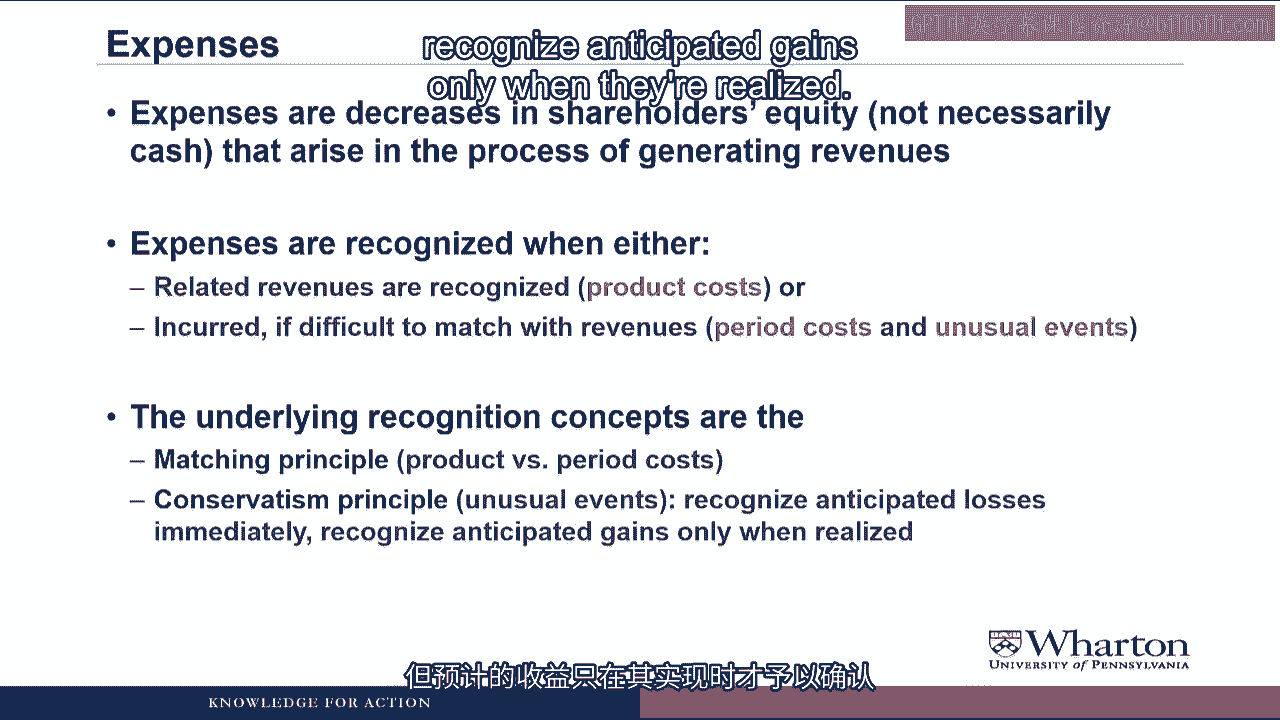 Expenses
recognize anticipated gains
only when they're realized.
• Expenses are decreases in shareholders' equity (not necessarily
cash) that arise in the process of generating revenues
• Expenses are recognized when either:
– Related revenues are recognized (product costs) or
– Incurred, if difficult to match with revenues (period costs and unusual events)
• The underlying recognition concepts are the
– Matching principle (product vs. period costs)
– Conservatism principle (unusual events): recognize anticipated losses
immediately, recognize anticipated gains only when realized
Wharton
UNIVERSITY of PENNSYLVANIA
但预计的收益只在其实现时才予以确认
KNOWLEDGE FOR ACTION